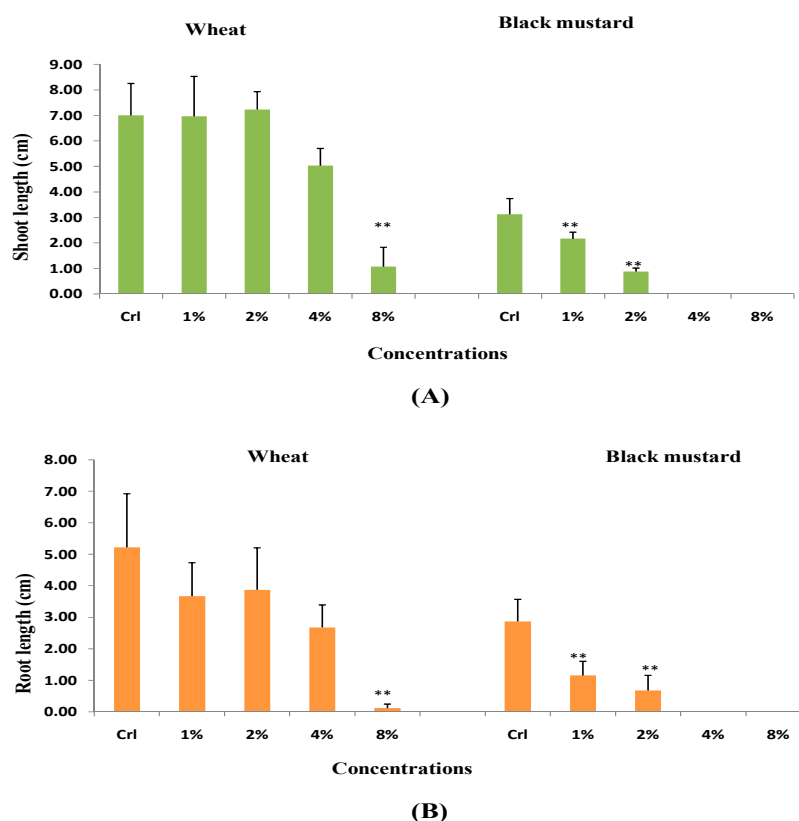 Wheat Black mustard
9.00
8.00
7.00
6.00
5.00
4.00
3.00
2.00
1.00
0.00
Shoot length (cm)
**
**
**
Crl 1% 2% 4% 8% Crl 1% 2% 4% 8%
Concentrations
(A)
Wheat Black mustard
8.00
7.00
6.00
5.00
4.00
3.00
2.00
1.00
0.00
Root length (cm)
**
**
**
Crl 1% 2% 4% 8% Crl 1% 2% 4% 8%
Concentrations
(B)